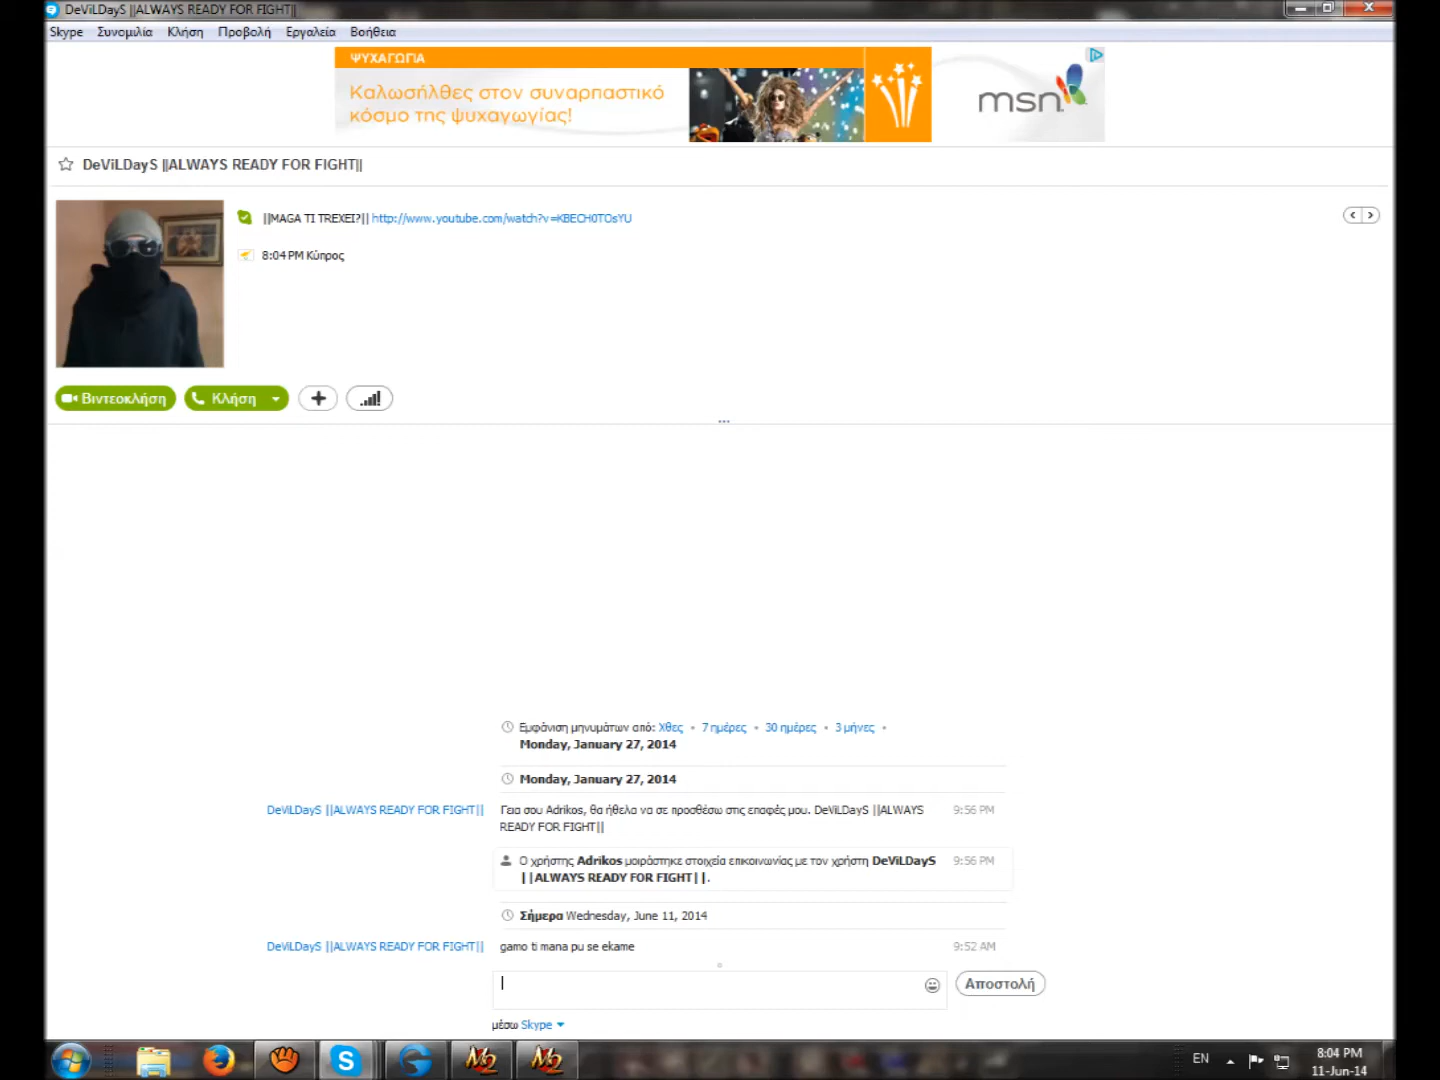 DeViLDayS ||ALWAYS READY FOR FIGHT||
Skype Συνομιλία Κλήση Προβολή Εργαλεία Βοήθεια
ΨΥΧΑΓΩΓΙΑ
Καλωσήλθες στον συναρπαστικό
κόσμο της ψυχαγωγίας!
msn
DeViLDayS ||ALWAYS READY FOR FIGHT||
||MAGA TI TREXEI?|| http://www.youtube.com/watch?v=KBECH0TOsYU
8:04 PM Κύπρος
Βιντεοκλήση Κλήση
Εμφάνιση μηνυμάτων από: Χθες • 7 ημέρες • 30 ημέρες • 3 μήνες •
Monday, January 27, 2014
Monday, January 27, 2014
DeViLDayS ||ALWAYS READY FOR FIGHT|| Γεια σου Adrikos, θα ήθελα να σε προσθέσω στις επαφές μου. DeViLDayS ||ALWAYS 9:56 PM
READY FOR FIGHT||
Ο χρήστης Adrikos μοιράστηκε στοιχεία επικοινωνίας με τον χρήστη DeViLDayS 9:56 PM
||ALWAYS READY FOR FIGHT||.
Σήμερα Wednesday, June 11, 2014
DeViLDayS ||ALWAYS READY FOR FIGHT|| gamo ti mana pu se ekame 9:52 AM
Αποστολή
μέσω Skype
EN 8:04 PM
11-Jun-14